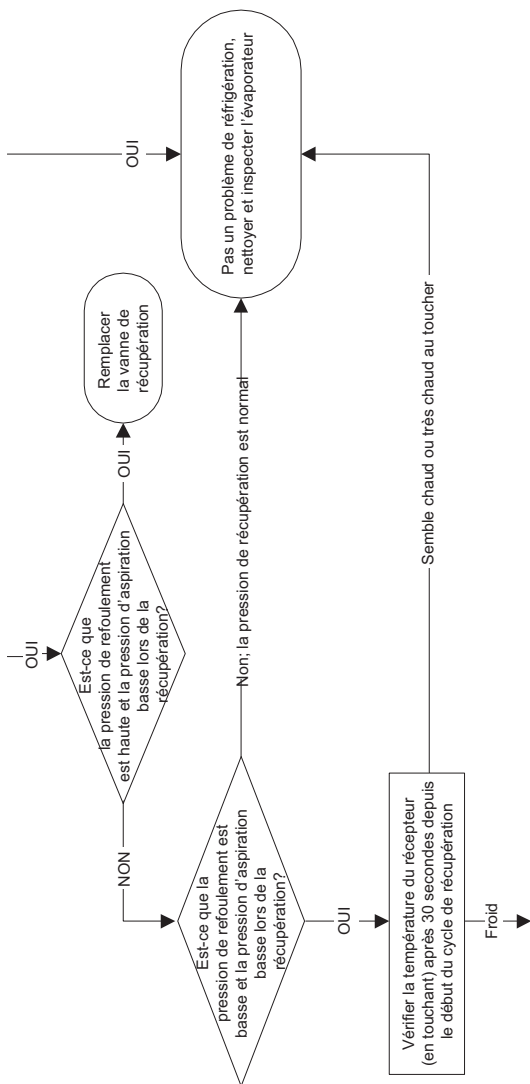 OUI
Est-ce que
la pression de refoulement
est haute et la pression d'aspiration
basse lors de la
récupération?
OUI
Remplacer
la vanne de
récupération
OUI
Pas un problème de réfrigération,
nettoyer et inspecter l'évaporateur
NON
Est-ce que la
pression de refoulement est
basse et la pression d'aspiration
basse lors de la
récupération?
Non; la pression de récupération est normal
OUI
Vérifier la température du récepteur
(en touchant) après 30 secondes depuis
le début du cycle de récupération
Semble chaud ou très chaud au toucher
Froid